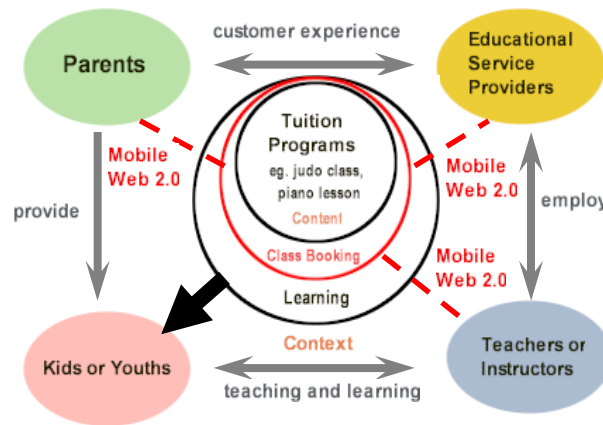 customer experience
Parents
Educational
Service
Providers
Tuition
Programs
eg. judo class,
piano lesson
Content
Mobile
Web 2.0
Mobile
Web 2.0
provide
employ
Class Booking
Mobile
Web 2.0
Learning
Context
Kids or Youths
Teachers or
Instructors
teaching and learning